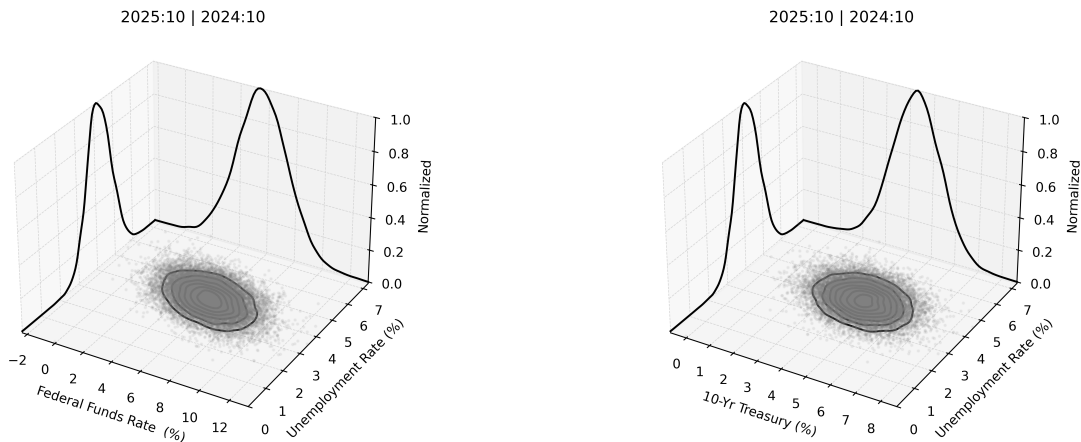 2025:10 | 2024:10
1.0
0.8
0.6
0.4
0.2
0.0
Normalized
−2 0 2 4 6 8 10 12
Federal Funds Rate (%)
0 1 2 3 4 5 6 7
Unemployment Rate (%)
2025:10 | 2024:10
1.0
0.8
0.6
0.4
0.2
0.0
Normalized
0 1 2 3 4 5 6 7 8
10-Yr Treasury (%)
0 1 2 3 4 5 6 7
Unemployment Rate (%)